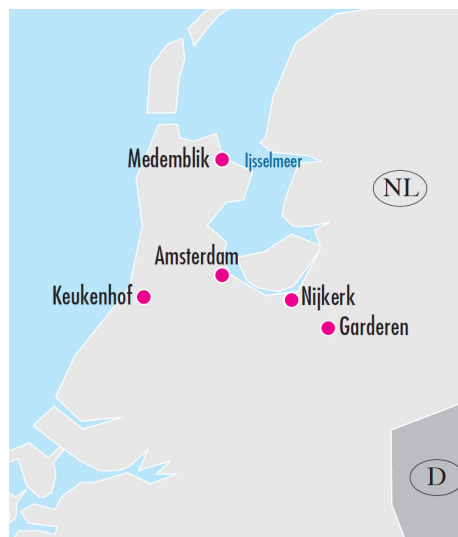 Medemblik
Ijsselmeer
NL
Amsterdam
Keukenhof
Nijkerk
Garderen
D